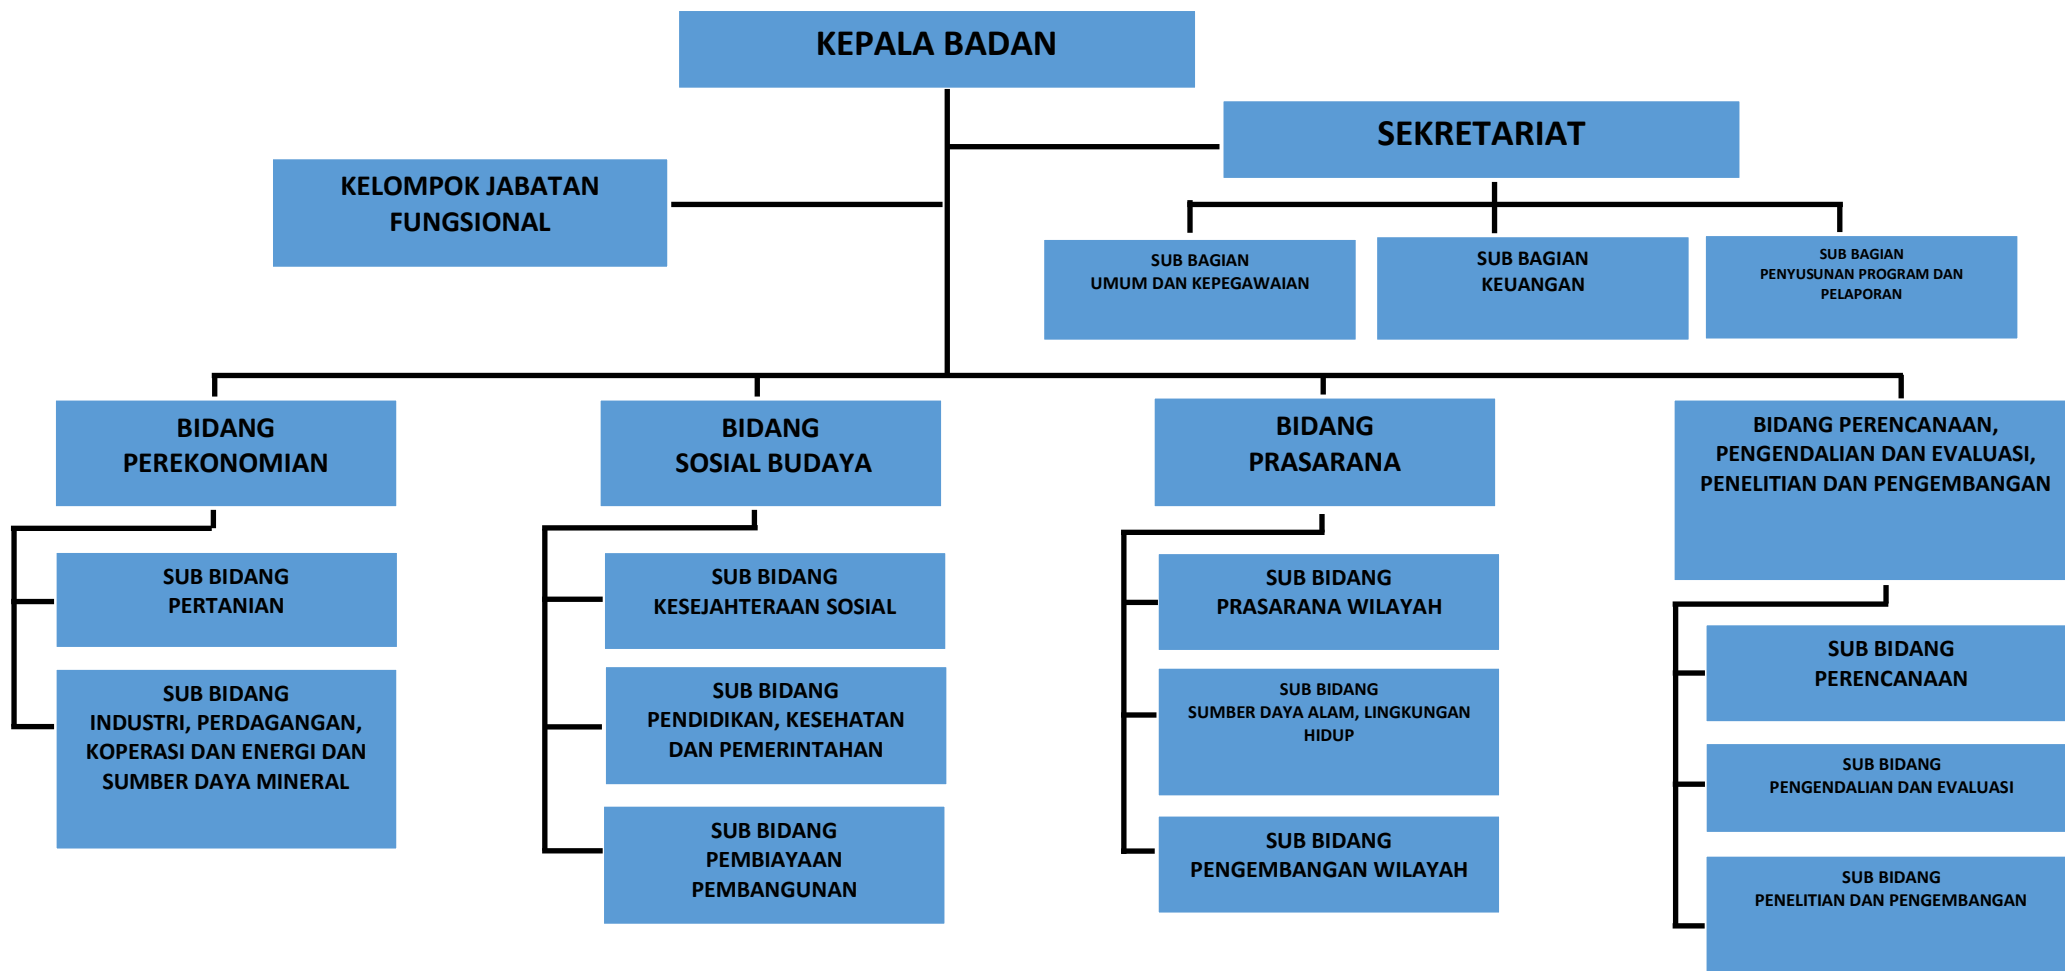 KEPALA BADAN
SEKRETARIAT
KELOMPOK JABATAN
FUNGSIONAL
SUB BAGIAN
UMUM DAN KEPEGAWAIAN
SUB BAGIAN
KEUANGAN
SUB BAGIAN
PENYUSUNAN PROGRAM DAN
PELAPORAN
BIDANG
PEREKONOMIAN
BIDANG
SOSIAL BUDAYA
BIDANG
PRASARANA
BIDANG PERENCANAAN,
PENGENDALIAN DAN EVALUASI,
PENELITIAN DAN PENGEMBANGAN
SUB BIDANG
PERTANIAN
SUB BIDANG
INDUSTRI, PERDAGANGAN,
KOPERASI DAN ENERGI DAN
SUMBER DAYA MINERAL
SUB BIDANG
KESEJAHTERAAN SOSIAL
SUB BIDANG
PENDIDIKAN, KESEHATAN
DAN PEMERINTAHAN
SUB BIDANG
PEMBIAYAAN
PEMBANGUNAN
SUB BIDANG
PRASARANA WILAYAH
SUB BIDANG
SUMBER DAYA ALAM, LINGKUNGAN
HIDUP
SUB BIDANG
PENGEMBANGAN WILAYAH
SUB BIDANG
PERENCANAAN
SUB BIDANG
PENGENDALIAN DAN EVALUASI
SUB BIDANG
PENELITIAN DAN PENGEMBANGAN